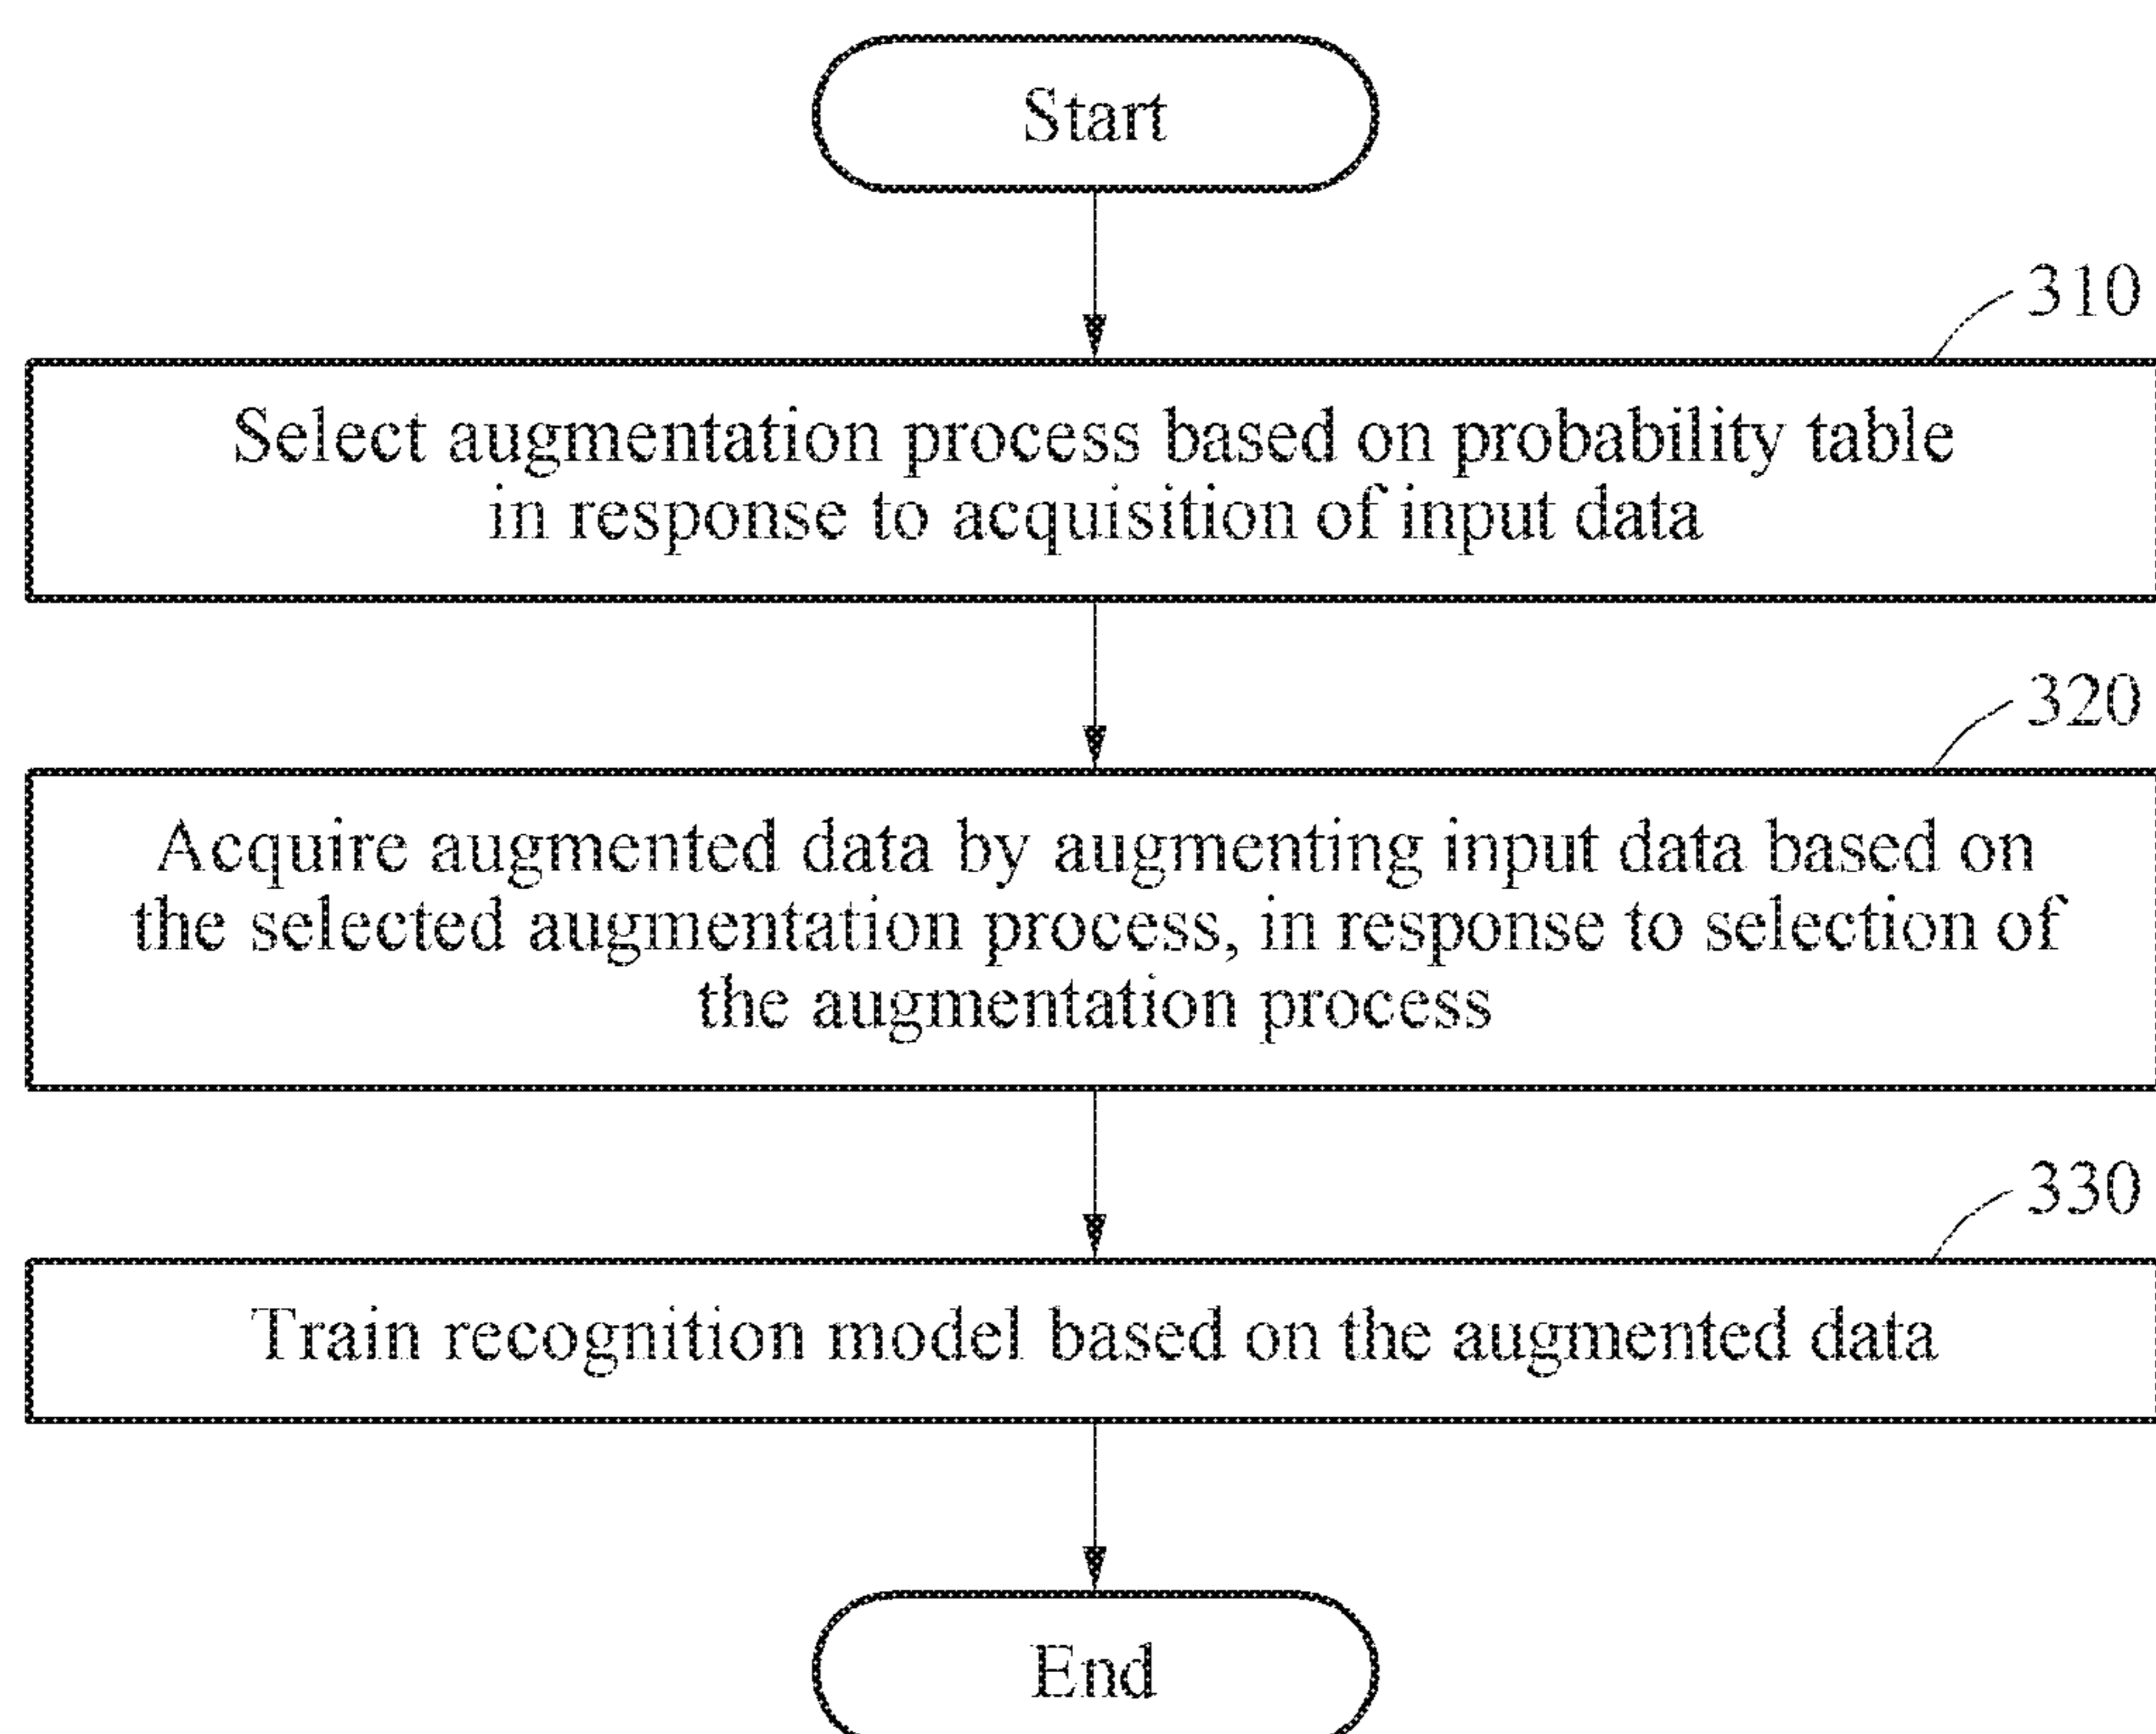 Start
310
Select augmentation process based on probability table
in response to acquisition of input data
320
Acquire augmented data by augmenting input data based on
the selected augmentation process, in response to selection of
the augmentation process
330
Train recognition model based on the augmented data
End